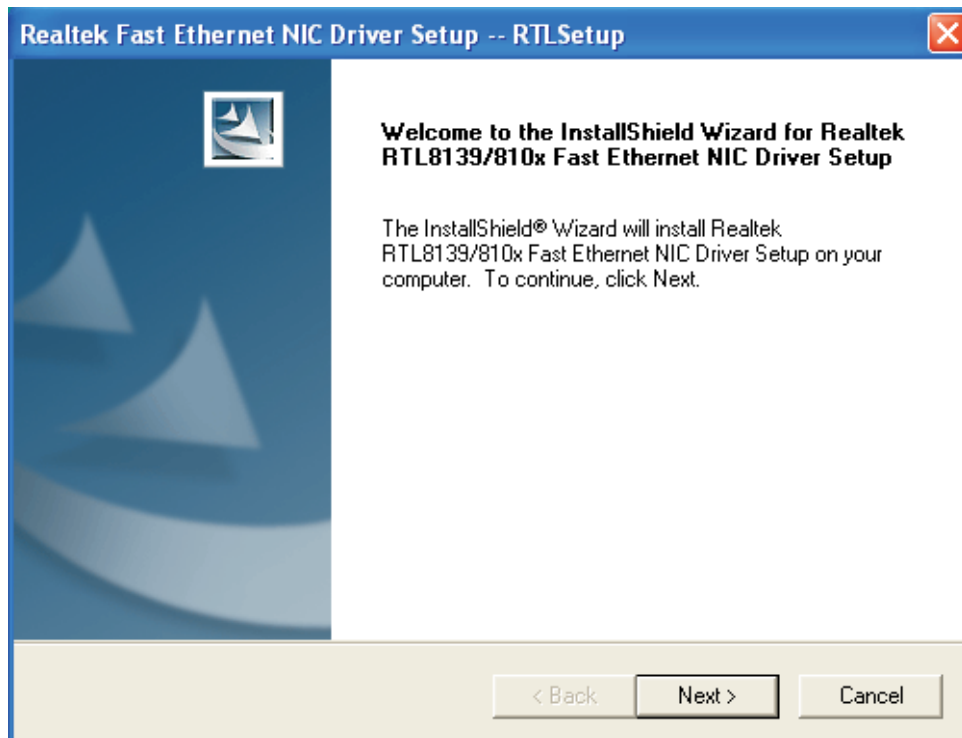 Realtek Fast Ethernet NIC Driver Setup -- RTLSetup
Welcome to the InstallShield Wizard for Realtek
RTL8139/810x Fast Ethernet NIC Driver Setup
The InstallShield® Wizard will install Realtek
RTL8139/810x Fast Ethernet NIC Driver Setup on your
computer.  To continue, click Next.
< Back
Next >
Cancel